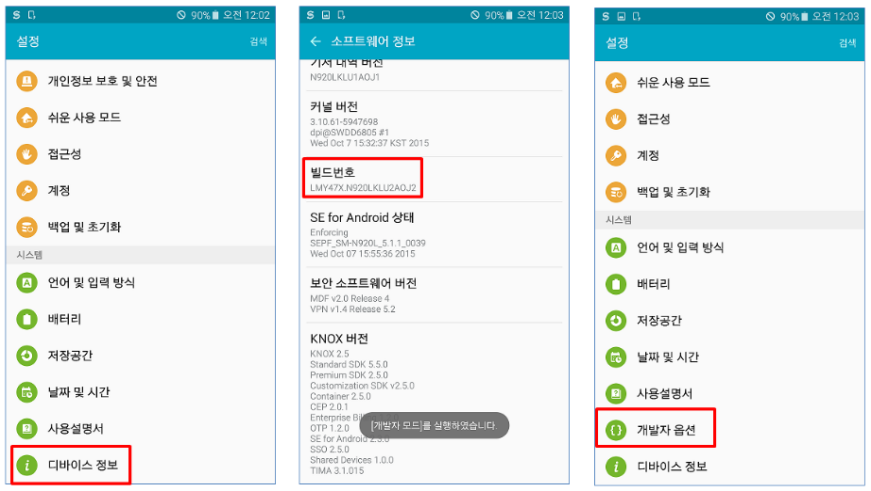 90% 오전 12:02
설정
검색
개인정보 보호 및 안전
쉬운 사용 모드
접근성
계정
백업 및 초기화
시스템
언어 및 입력 방식
배터리
저장공간
날짜 및 시간
사용설명서
디바이스 정보
90% 오전 12:03
소프트웨어 정보
N920LKLU1AOJ1
커널 버전
3.10.61-5947698
dpi@SWDD6805 #1
Wed Oct 7 15:32:37 KST 2015
빌드번호
LMY47X.N920LKLU2AOJ2
SE for Android 상태
Enforcing
SEPF_SM-N920L_5.1.1_0039
Wed Oct 07 15:55:36 2015
보안 소프트웨어 버전
MDF v2.0 Release 4
VPN v1.4 Release 5.2
KNOX 버전
KNOX 2.5
Standard SDK 5.5.0
Premium SDK 2.5.0
Customization SDK v2.5.0
Container 2.5.0
CEP 2.0.1
Enterprise
OTP 1.2.0
[개발자 모드]를 실행하였습니다.
SE for Android
SSO 2.5.0
Shared Devices 1.0.0
TIMA 3.1.015
90% 오전 12:03
설정
검색
쉬운 사용 모드
접근성
계정
백업 및 초기화
시스템
언어 및 입력 방식
배터리
저장공간
날짜 및 시간
사용설명서
개발자 옵션
디바이스 정보